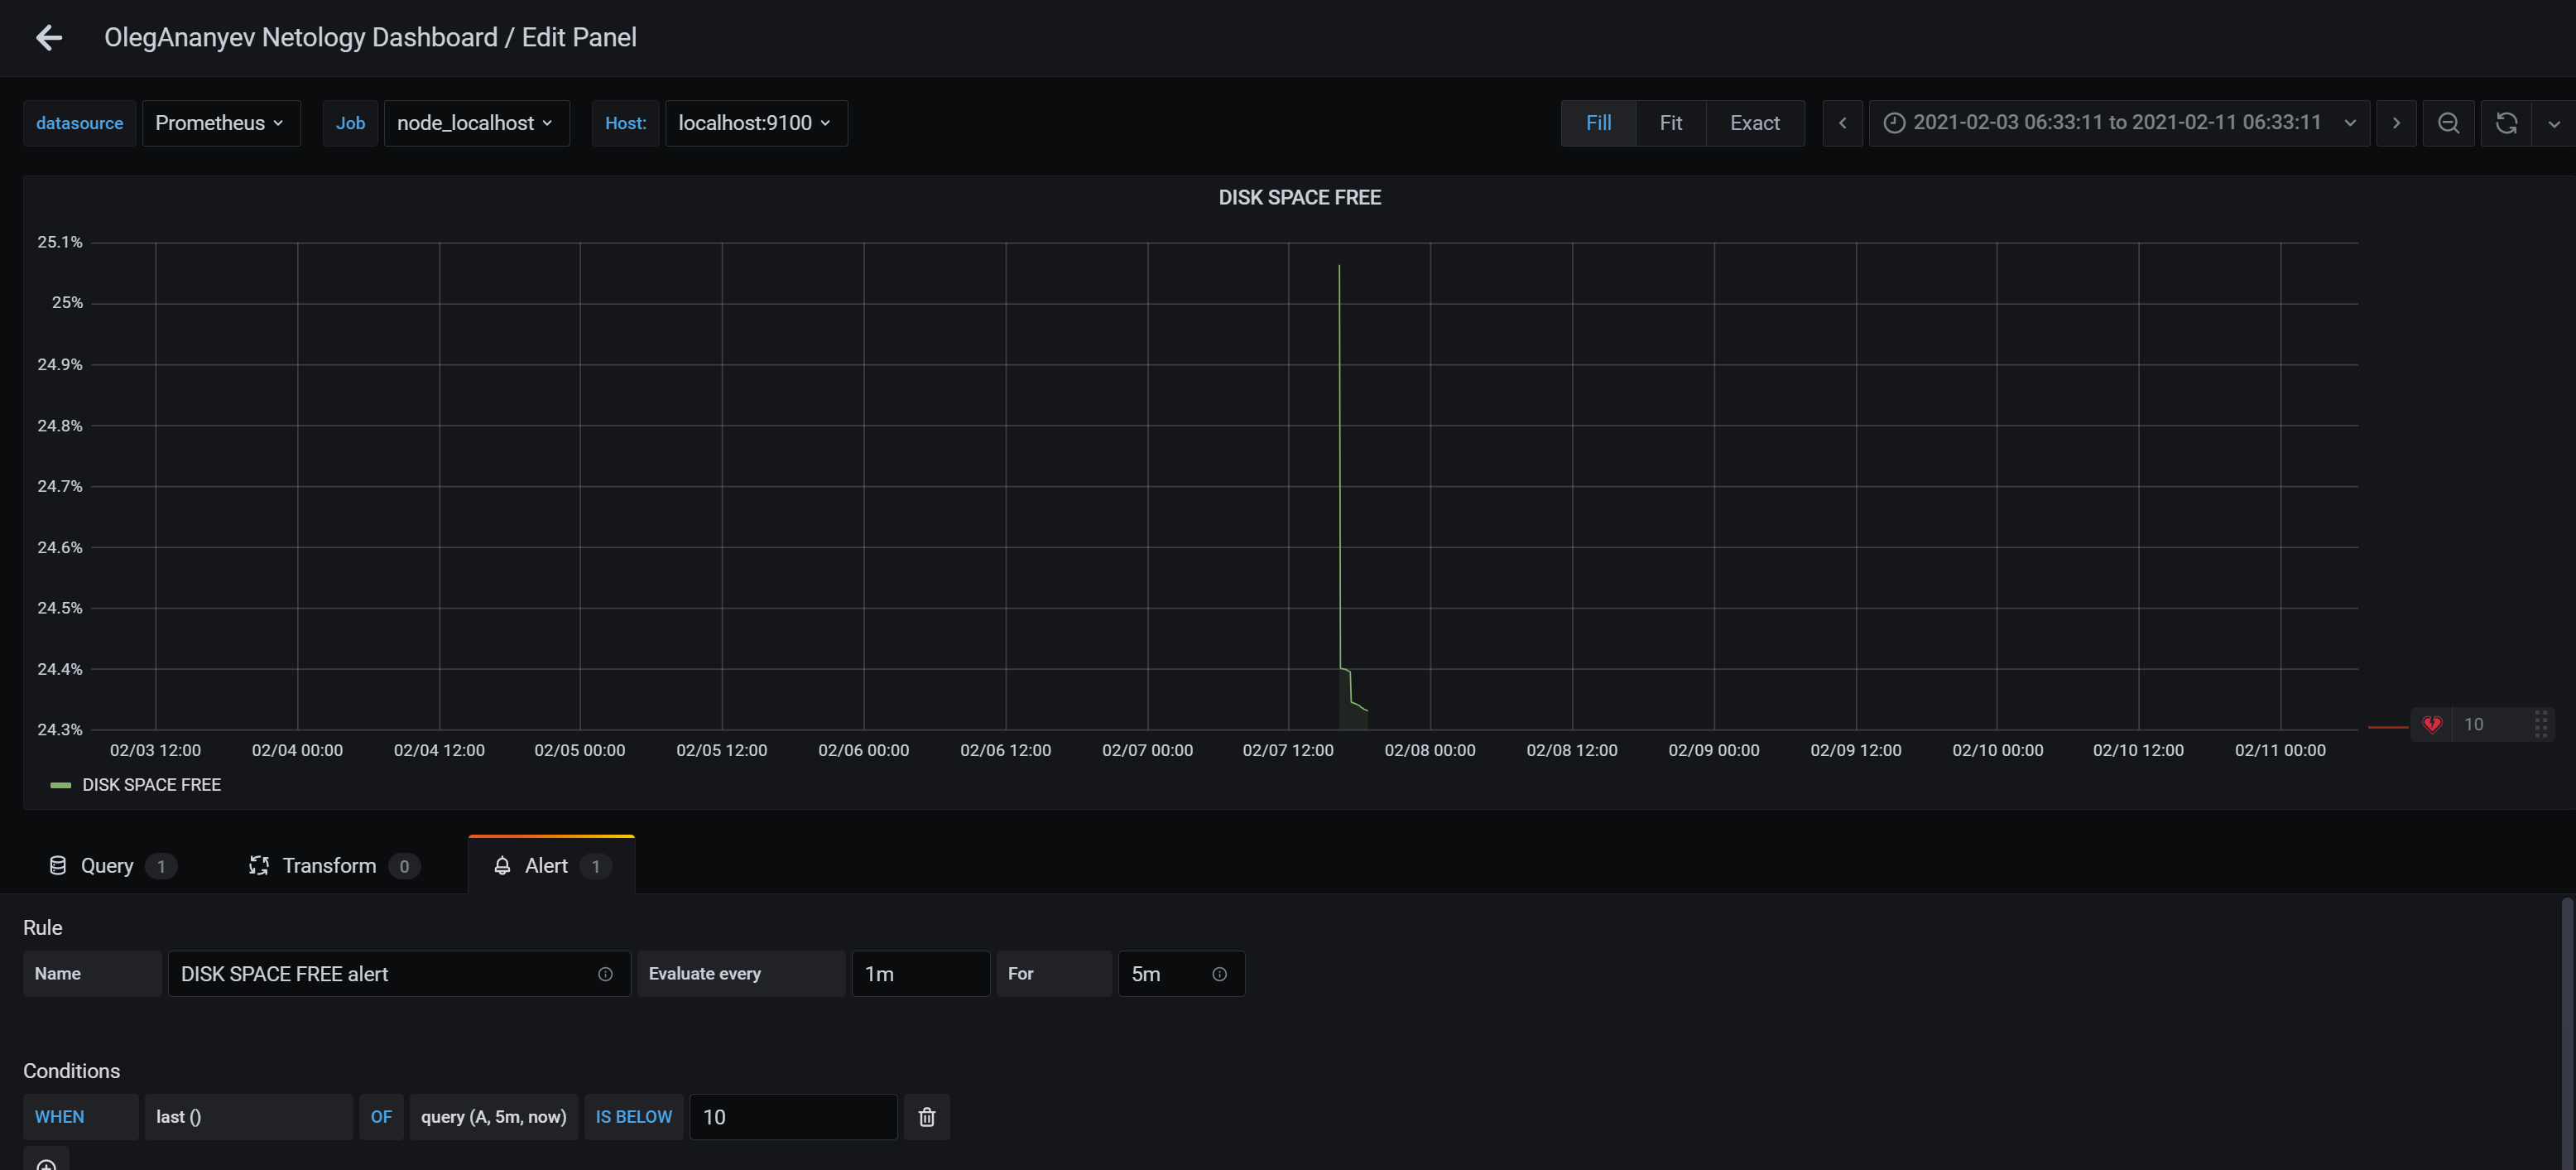 OlegAnanyev Netology Dashboard / Edit Panel
datasource Prometheus Job node_localhost Host: localhost:9100 Fill Fit Exact 2021-02-03 06:33:11 to 2021-02-11 06:33:11
DISK SPACE FREE
25.1%
25%
24.9%
24.8%
24.7%
24.6%
24.5%
24.4%
24.3%
10
02/03 12:00 02/04 00:00 02/04 12:00 02/05 00:00 02/05 12:00 02/06 00:00 02/06 12:00 02/07 00:00 02/07 12:00 02/08 00:00 02/08 12:00 02/09 00:00 02/09 12:00 02/10 00:00 02/10 12:00 02/11 00:00
DISK SPACE FREE
Query 1 Transform 0 Alert 1
Rule
Name DISK SPACE FREE alert Evaluate every 1m For 5m
Conditions
WHEN last () OF query (A, 5m, now) IS BELOW 10